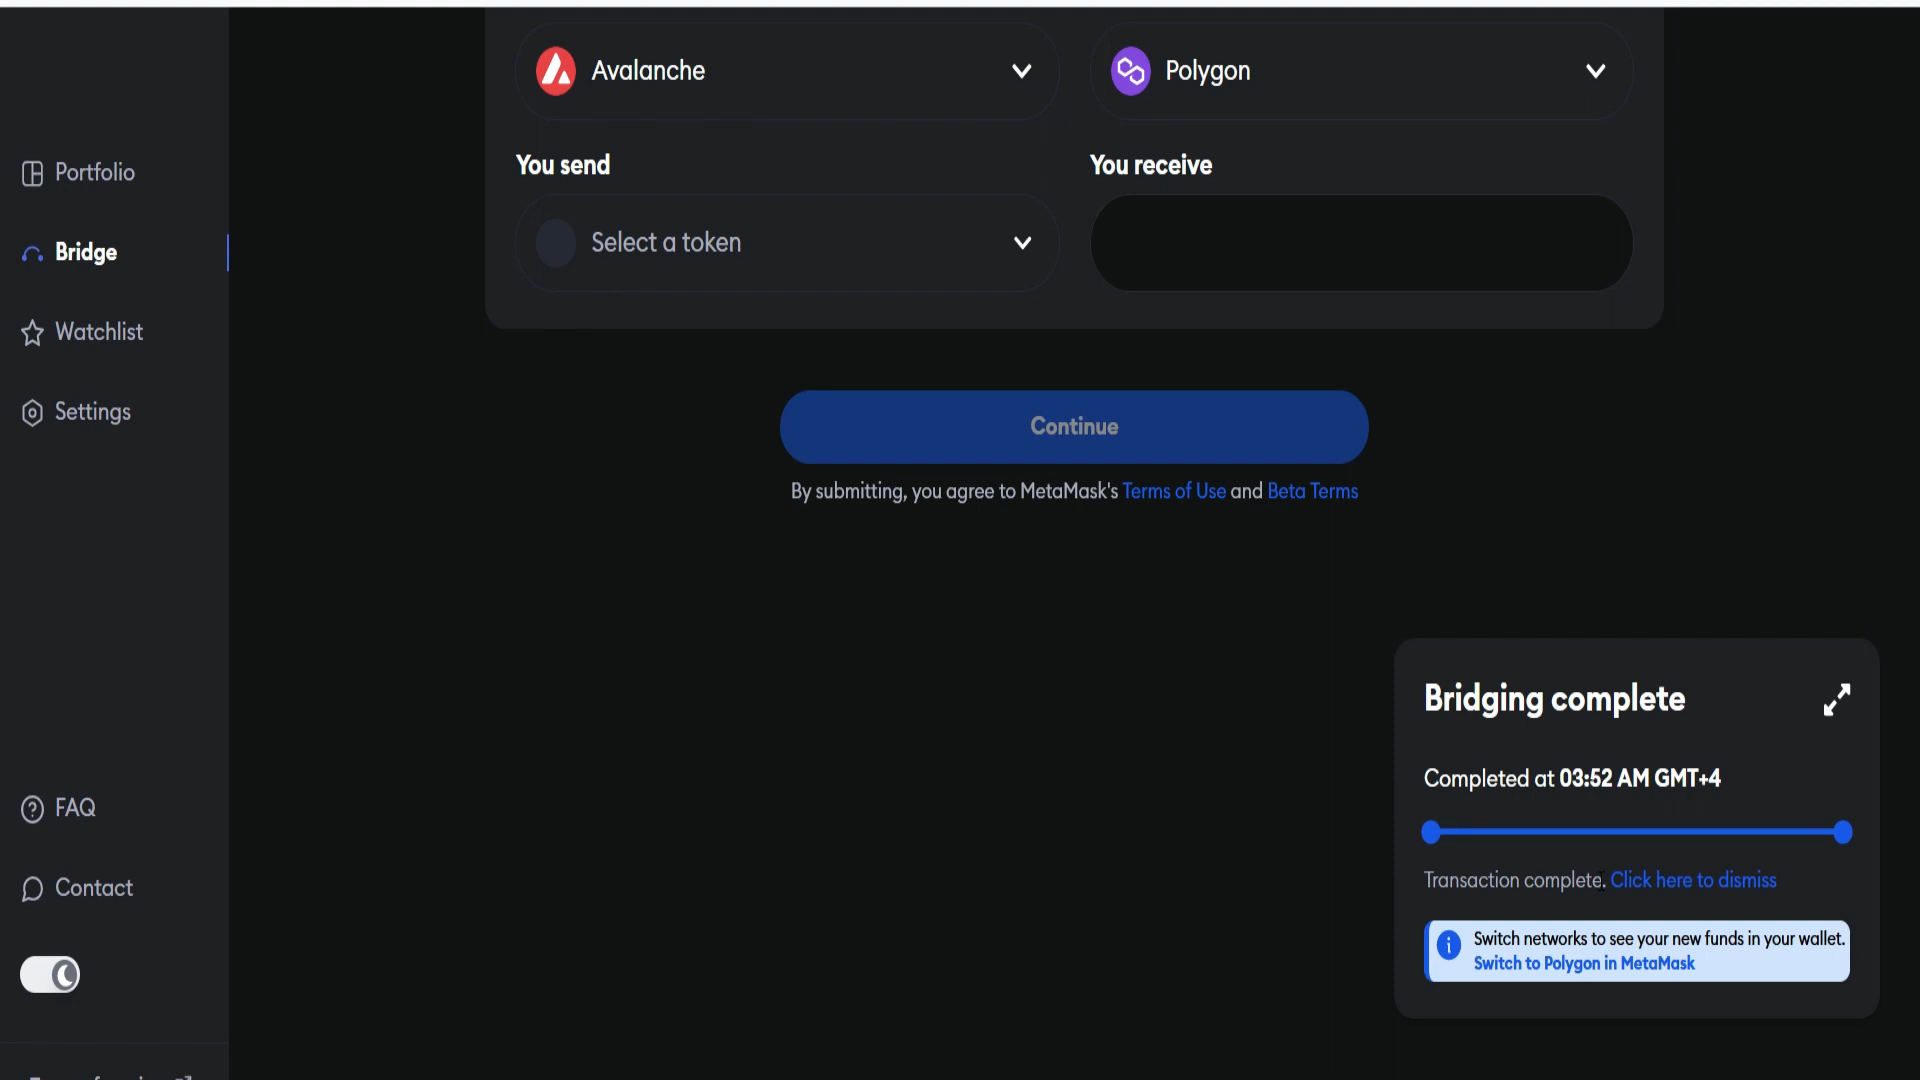 Avalanche
Polygon
You send
You receive
Select a token
Continue
By submitting, you agree to MetaMask's Terms of Use and Beta Terms
Portfolio
Bridge
Watchlist
Settings
FAQ
Contact
Bridging complete
Completed at 03:52 AM GMT+4
Transaction complete. Click here to dismiss
Switch networks to see your new funds in your wallet.
Switch to Polygon in MetaMask